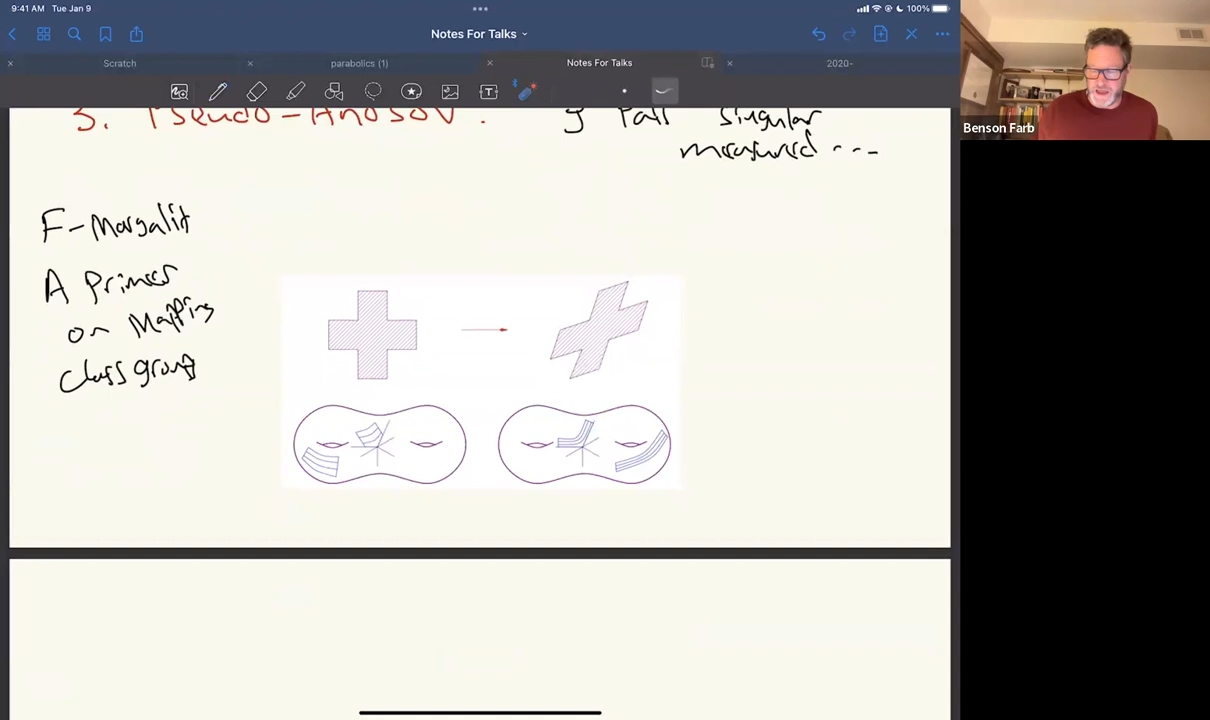 9:41 AM Tue Jan 9
100%
Notes For Talks
Scratch
parabolics (1)
Notes For Talks
2020-
Benson Farb
3. Pseudo-Anosov: ∃ pair singular
measured ---
F-Margalit
A Primer
on Mapping
class groups